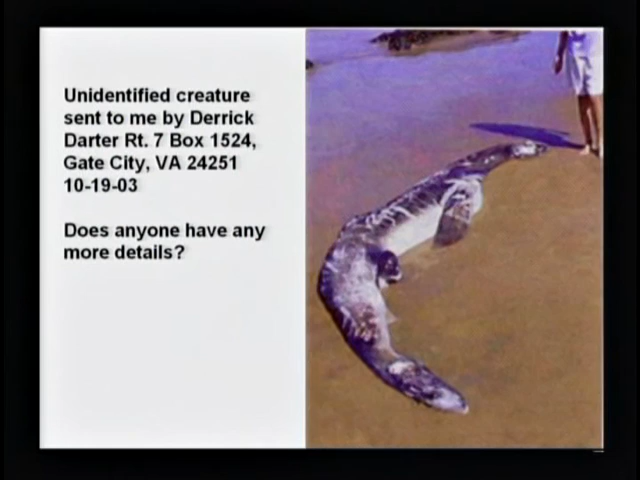 Unidentified creature
sent to me by Derrick
Darter Rt. 7 Box 1524,
Gate City, VA 24251
10-19-03
Does anyone have any
more details?